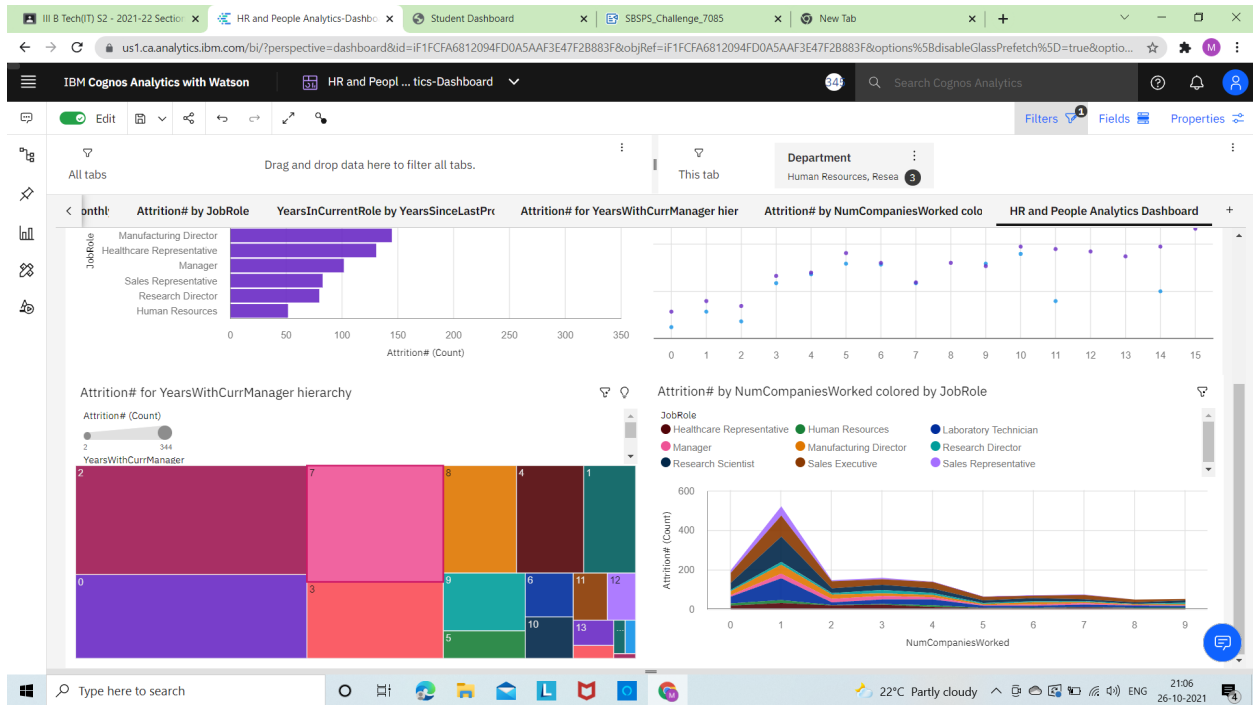 III B Tech(IT) S2 - 2021-22 Section
HR and People Analytics-Dashbo
Student Dashboard
SBSPS_Challenge_7085
New Tab
us1.ca.analytics.ibm.com/bi/?perspective=dashboard&id=iF1FCFA6812094FD0A5AAF3E47F2B883F&objRef=iF1FCFA6812094FD0A5AAF3E47F2B883F&options%5BdisableGlassPrefetch%5D=true&optio...
M
IBM Cognos Analytics with Watson
HR and Peopl ... tics-Dashboard
345
Search Cognos Analytics
Edit
Filters 1
Fields
Properties
All tabs
Drag and drop data here to filter all tabs.
This tab
Department
Human Resources, Resea 3
onthly
Attrition# by JobRole
YearsInCurrentRole by YearsSinceLastPro
Attrition# for YearsWithCurrManager hier
Attrition# by NumCompaniesWorked colo
HR and People Analytics Dashboard
JobRole
Manufacturing Director
Healthcare Representative
Manager
Sales Representative
Research Director
Human Resources
0 50 100 150 200 250 300 350
Attrition# (Count)
0 1 2 3 4 5 6 7 8 9 10 11 12 13 14 15
Attrition# for YearsWithCurrManager hierarchy
Attrition# (Count)
2 344
YearsWithCurrManager
2 7 8 4 1
0 3 9 6 11 12
5 10 13 ...
Attrition# by NumCompaniesWorked colored by JobRole
JobRole
Healthcare Representative Human Resources Laboratory Technician
Manager Manufacturing Director Research Director
Research Scientist Sales Executive Sales Representative
Attrition# (Count)
600
400
200
0
0 1 2 3 4 5 6 7 8 9
NumCompaniesWorked
Type here to search
22°C Partly cloudy
ENG
21:06
26-10-2021
4